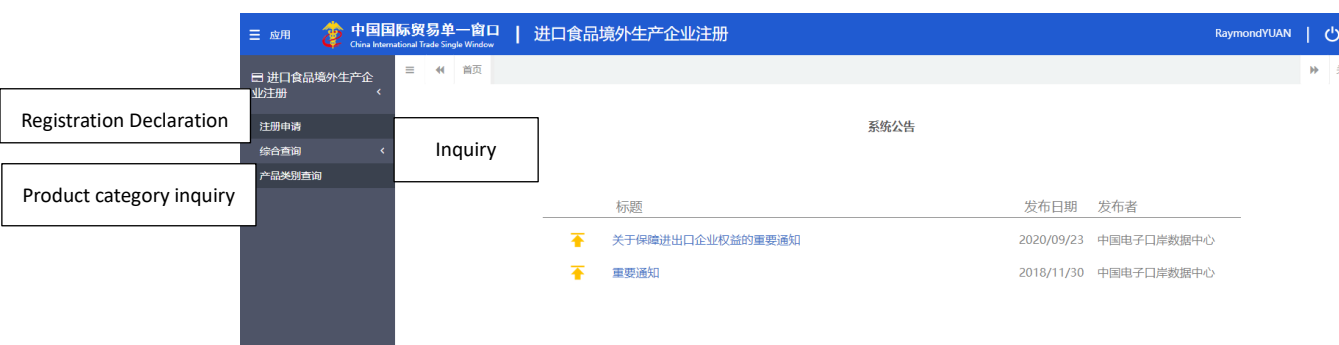 应用
中国国际贸易单一窗口
China International Trade Single Window
进口食品境外生产企业注册
RaymondYUAN
进口食品境外生产企
业注册
首页
Registration Declaration
注册申请
系统公告
综合查询
Inquiry
产品类别查询
Product category inquiry
标题 发布日期 发布者
关于保障进出口企业权益的重要通知 2020/09/23 中国电子口岸数据中心
重要通知 2018/11/30 中国电子口岸数据中心